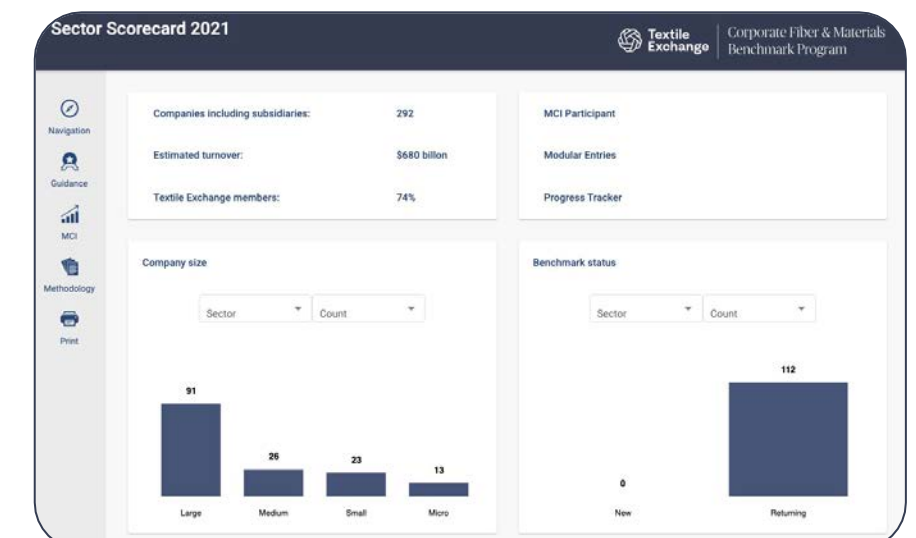 Sector Scorecard 2021
Textile
Exchange
Corporate Fiber & Materials
Benchmark Program
Navigation
Guidance
MCI
Methodology
Print
Companies including subsidiaries: 292
Estimated turnover: $680 billon
Textile Exchange members: 74%
MCI Participant
Modular Entries
Progress Tracker
Company size
Sector Count
91
26
23
13
Large Medium Small Micro
Benchmark status
Sector Count
112
0
New Returning